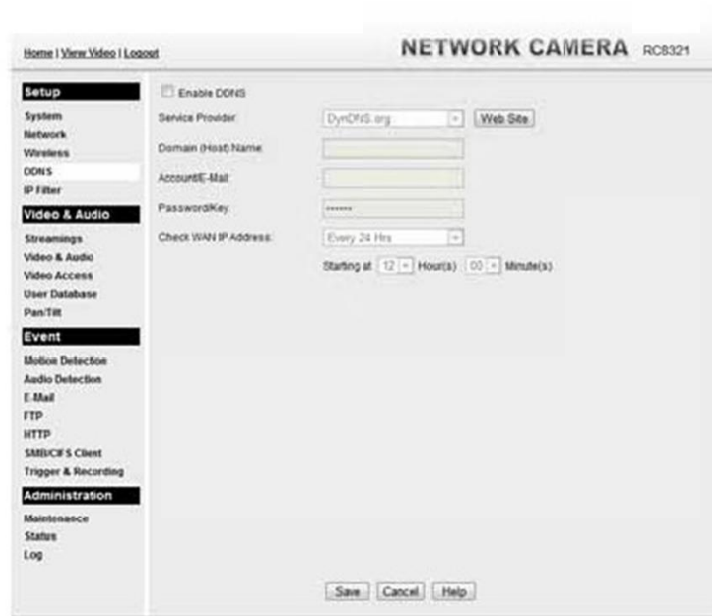 Home | View Video | Logout
NETWORK CAMERA RC8321
Setup
System
Network
Wireless
DDNS
IP Filter
Video & Audio
Streamings
Video & Audio
Video Access
User Database
Pan/Tilt
Event
Motion Detection
Audio Detection
E-Mail
FTP
HTTP
SMB/CIFS Client
Trigger & Recording
Administration
Maintenance
Status
Log
Enable DDNS
Service Provider: DynDNS.org Web Site
Domain (Host) Name:
Account/E-Mail:
Password/Key: ••••••
Check WAN IP Address: Every 24 Hrs
Starting at 12 Hour(s) 00 Minute(s)
Save Cancel Help